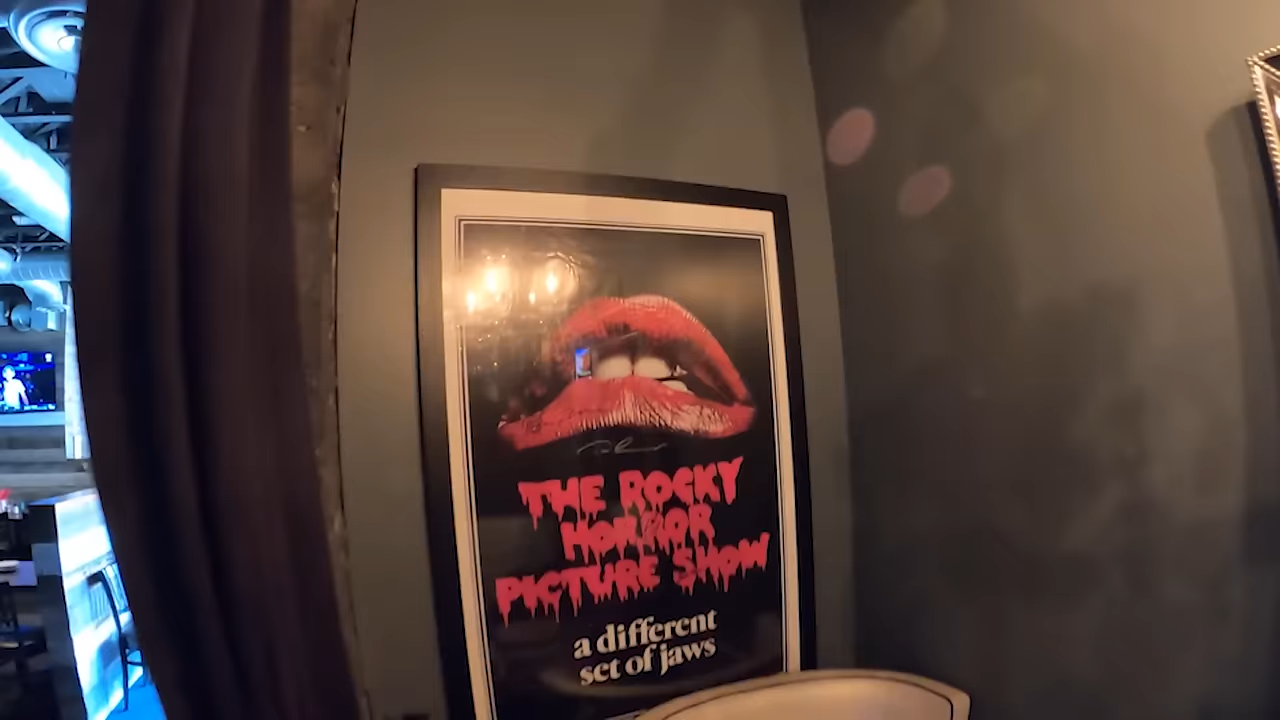 THE ROCKY
HORROR
PICTURE SHOW
a different
set of jaws